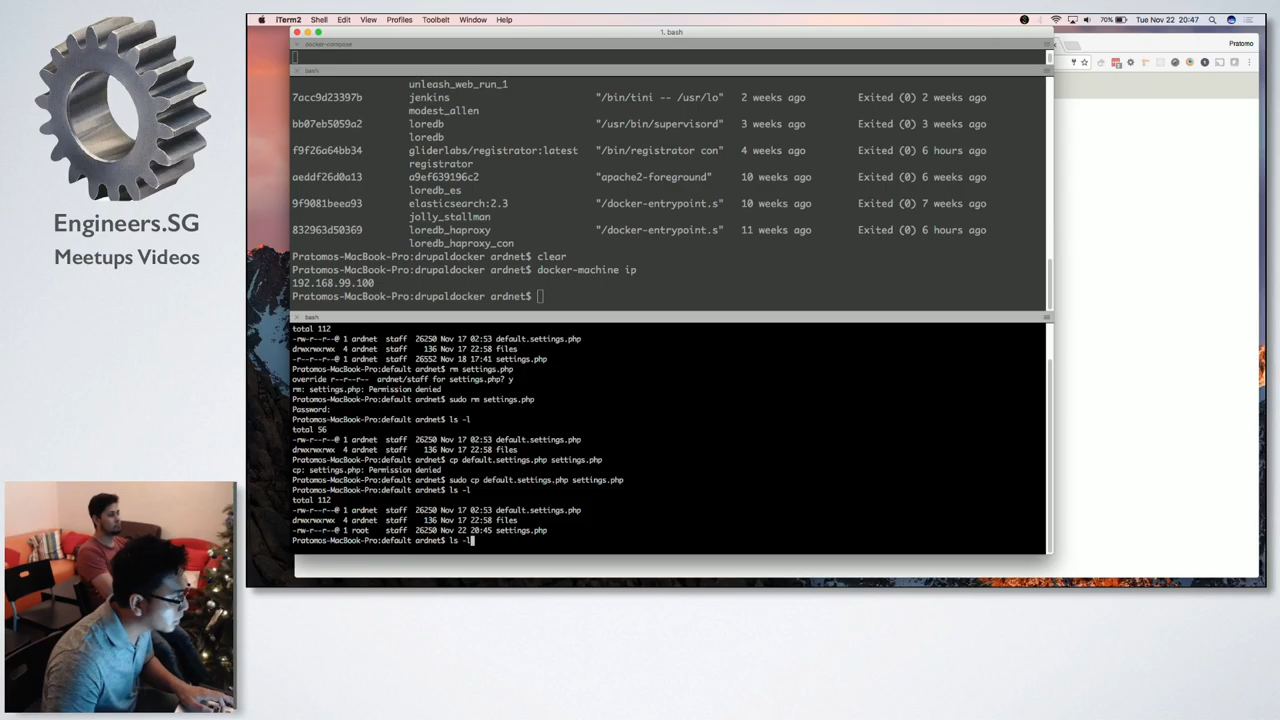 iTerm2 Shell Edit View Profiles Toolbelt Window Help
70% Tue Nov 22 20:47
1. bash
Pratomo
docker-compose
bash
unleash_web_run_1
7acc9d23397b jenkins "/bin/tini -- /usr/lo" 2 weeks ago Exited (0) 2 weeks ago
modest_allen
bb07eb5059a2 loredb "/usr/bin/supervisord" 3 weeks ago Exited (0) 3 weeks ago
loredb
f9f26a64bb34 gliderlabs/registrator:latest "/bin/registrator con" 4 weeks ago Exited (0) 6 hours ago
registrator
aeddf26d0a13 a9ef639196c2 "apache2-foreground" 10 weeks ago Exited (0) 6 weeks ago
loredb_es
9f9081beea93 elasticsearch:2.3 "/docker-entrypoint.s" 10 weeks ago Exited (0) 7 weeks ago
jolly_stallman
832963d50369 loredb_haproxy "/docker-entrypoint.s" 11 weeks ago Exited (0) 6 hours ago
loredb_haproxy_con
Pratomos-MacBook-Pro:drupaldocker ardnet$ clear
Pratomos-MacBook-Pro:drupaldocker ardnet$ docker-machine ip
192.168.99.100
Pratomos-MacBook-Pro:drupaldocker ardnet$
bash
total 112
-rw-r--r--@ 1 ardnet staff 26250 Nov 17 02:53 default.settings.php
drwxrwxrwx 4 ardnet staff 136 Nov 17 22:58 files
-r--r--r--@ 1 ardnet staff 26552 Nov 18 17:41 settings.php
Pratomos-MacBook-Pro:default ardnet$ rm settings.php
override r--r--r-- ardnet/staff for settings.php? y
rm: settings.php: Permission denied
Pratomos-MacBook-Pro:default ardnet$ sudo rm settings.php
Password:
Pratomos-MacBook-Pro:default ardnet$ ls -l
total 56
-rw-r--r--@ 1 ardnet staff 26250 Nov 17 02:53 default.settings.php
drwxrwxrwx 4 ardnet staff 136 Nov 17 22:58 files
Pratomos-MacBook-Pro:default ardnet$ cp default.settings.php settings.php
cp: settings.php: Permission denied
Pratomos-MacBook-Pro:default ardnet$ sudo cp default.settings.php settings.php
Pratomos-MacBook-Pro:default ardnet$ ls -l
total 112
-rw-r--r--@ 1 ardnet staff 26250 Nov 17 02:53 default.settings.php
drwxrwxrwx 4 ardnet staff 136 Nov 17 22:58 files
-rw-r--r--@ 1 root staff 26250 Nov 22 20:45 settings.php
Pratomos-MacBook-Pro:default ardnet$ ls -l
Engineers.SG
Meetups Videos